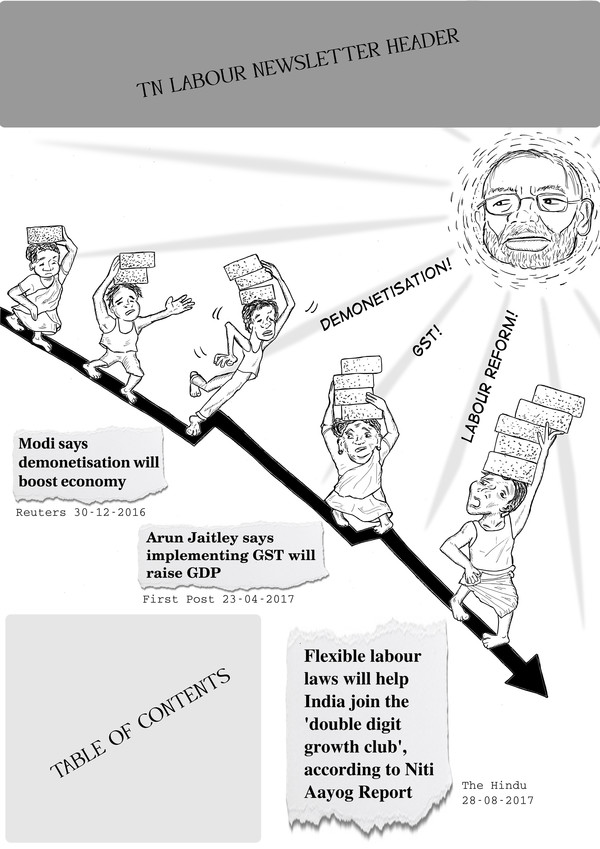 TN LABOUR NEWSLETTER HEADER
DEMONETISATION!
GST!
LABOUR REFORM!
Modi says
demonetisation will
boost economy
Reuters 30-12-2016
Arun Jaitley says
implementing GST will
raise GDP
First Post 23-04-2017
TABLE OF CONTENTS
Flexible labour
laws will help
India join the
'double digit
growth club',
according to Niti
Aayog Report
The Hindu
28-08-2017